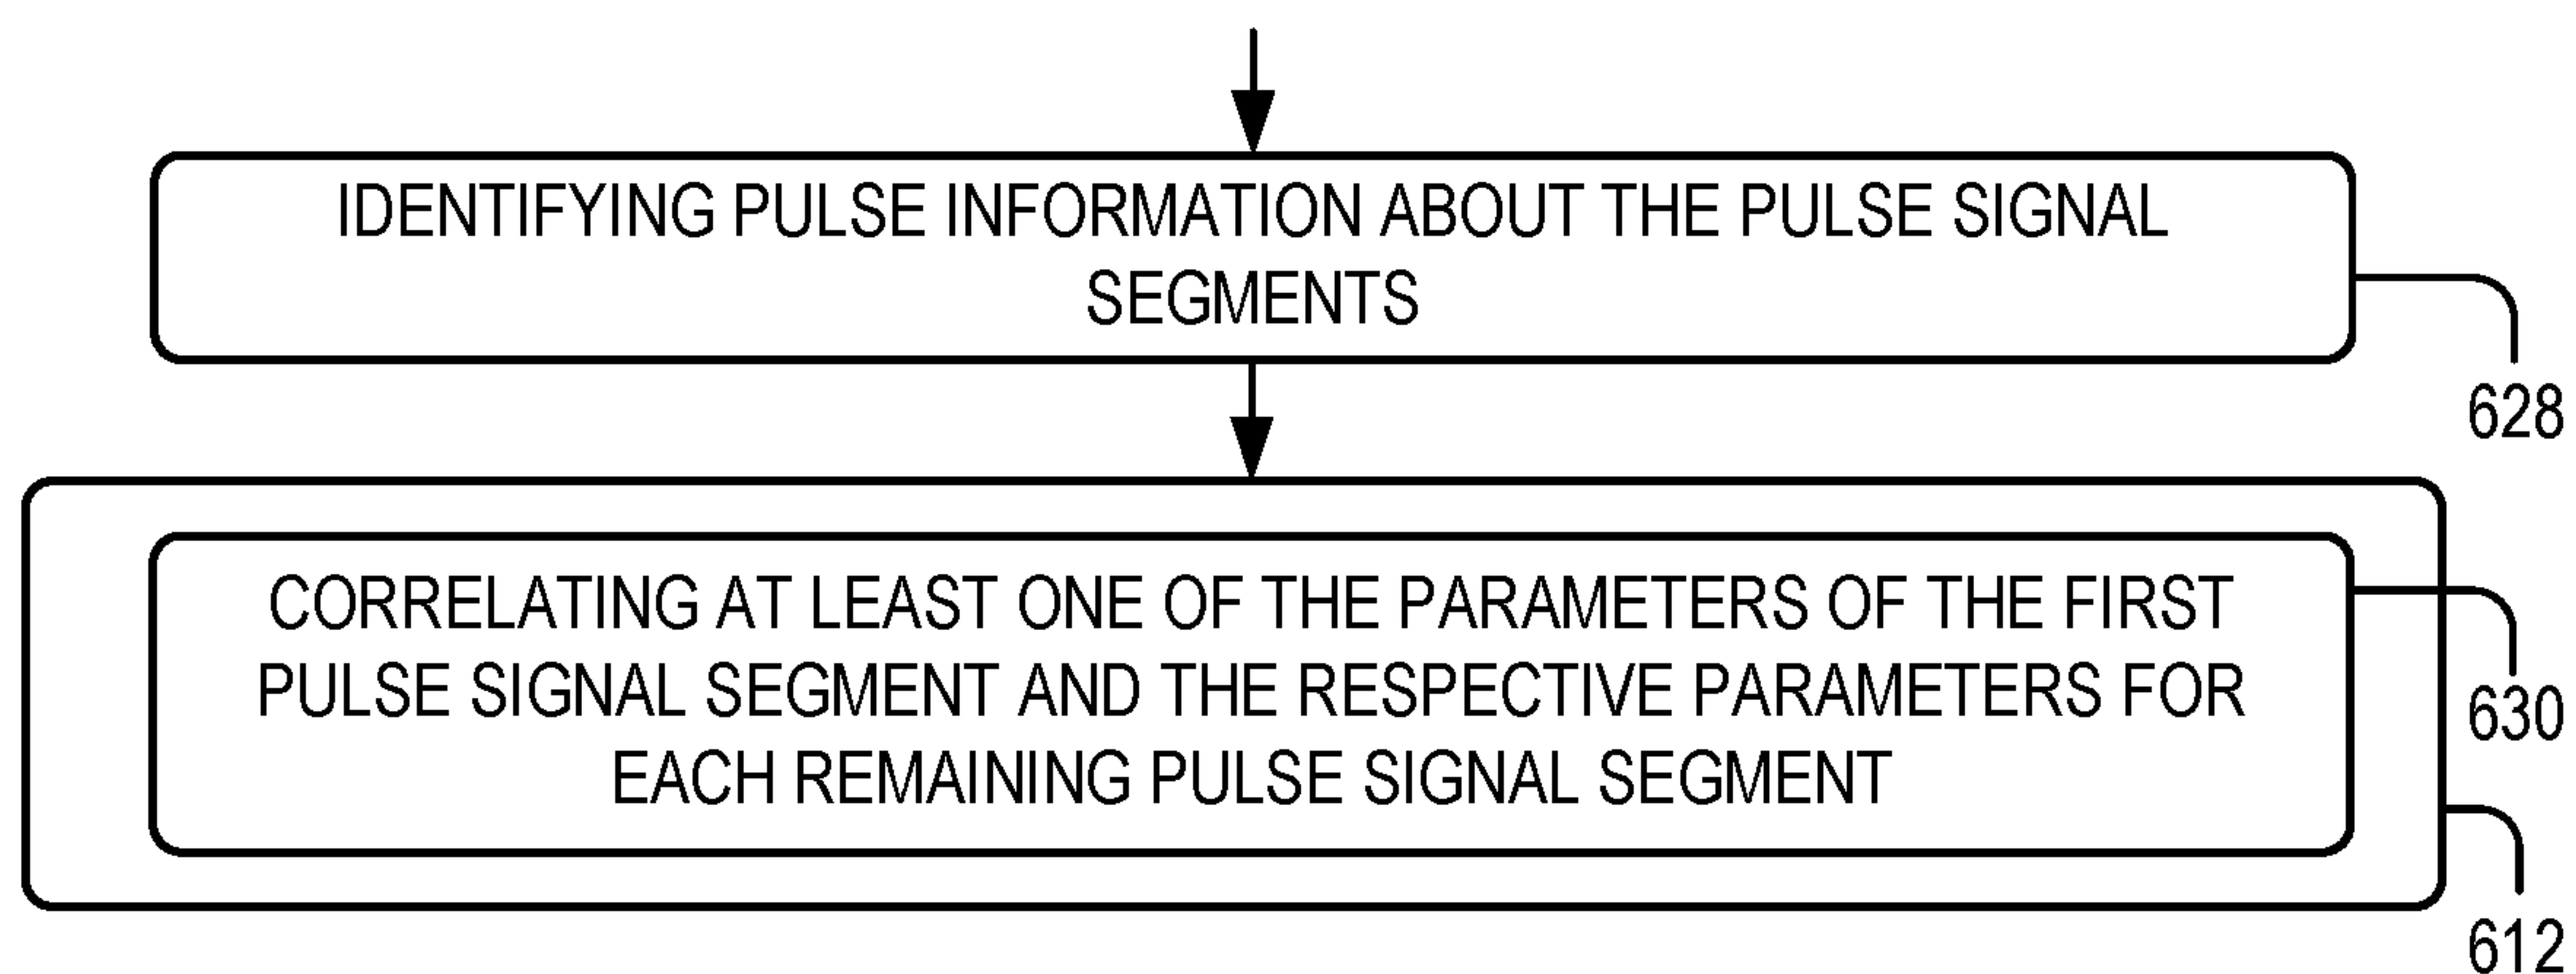 IDENTIFYING PULSE INFORMATION ABOUT THE PULSE SIGNAL
SEGMENTS
628
CORRELATING AT LEAST ONE OF THE PARAMETERS OF THE FIRST
PULSE SIGNAL SEGMENT AND THE RESPECTIVE PARAMETERS FOR
EACH REMAINING PULSE SIGNAL SEGMENT
630
612